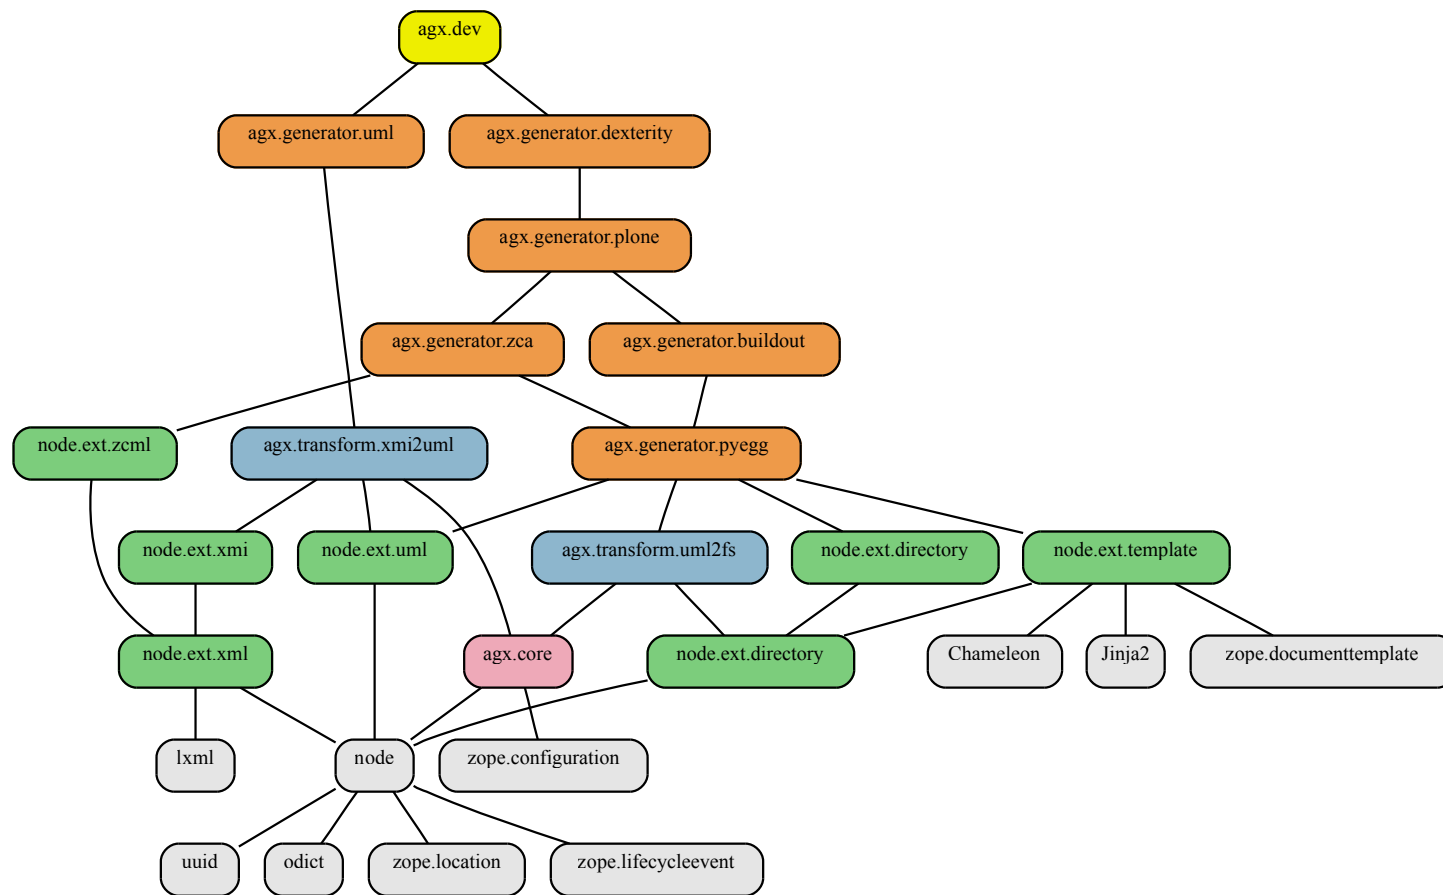 agx.dev
agx.generator.uml
agx.generator.dexterity
agx.generator.plone
agx.generator.zca
agx.generator.buildout
node.ext.zcml
agx.transform.xmi2uml
agx.generator.pyegg
node.ext.xmi
node.ext.uml
agx.transform.uml2fs
node.ext.directory
node.ext.template
node.ext.xml
agx.core
node.ext.directory
Chameleon
Jinja2
zope.documenttemplate
lxml
node
zope.configuration
uuid
odict
zope.location
zope.lifecycleevent